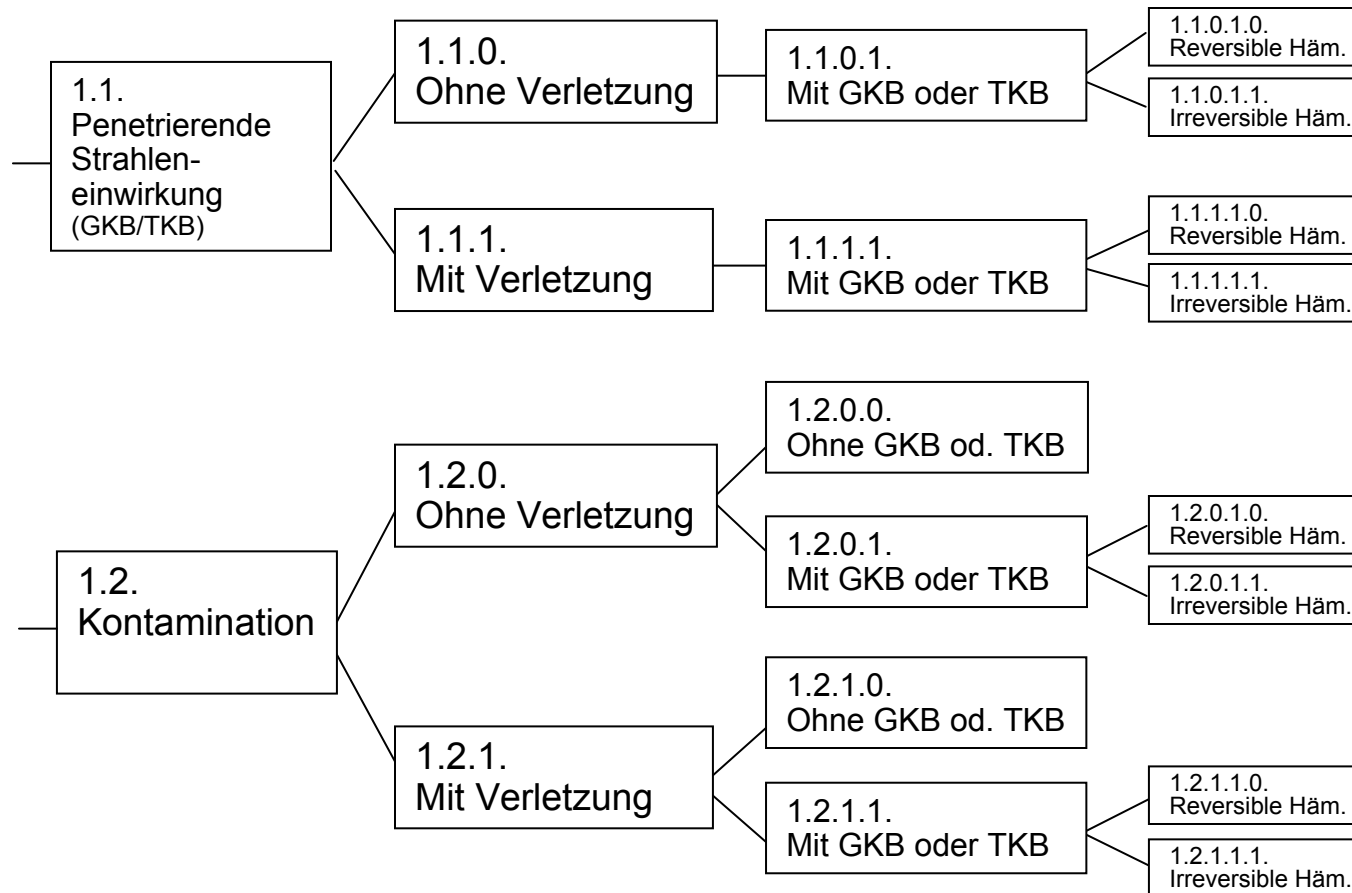 1.1.
Penetrierende
Strahlen-
einwirkung
(GKB/TKB)
1.1.0.
Ohne Verletzung
1.1.0.1.
Mit GKB oder TKB
1.1.0.1.0.
Reversible Häm.
1.1.0.1.1.
Irreversible Häm.
1.1.1.
Mit Verletzung
1.1.1.1.
Mit GKB oder TKB
1.1.1.1.0.
Reversible Häm.
1.1.1.1.1.
Irreversible Häm.
1.2.
Kontamination
1.2.0.
Ohne Verletzung
1.2.0.0.
Ohne GKB od. TKB
1.2.0.1.
Mit GKB oder TKB
1.2.0.1.0.
Reversible Häm.
1.2.0.1.1.
Irreversible Häm.
1.2.1.
Mit Verletzung
1.2.1.0.
Ohne GKB od. TKB
1.2.1.1.
Mit GKB oder TKB
1.2.1.1.0.
Reversible Häm.
1.2.1.1.1.
Irreversible Häm.